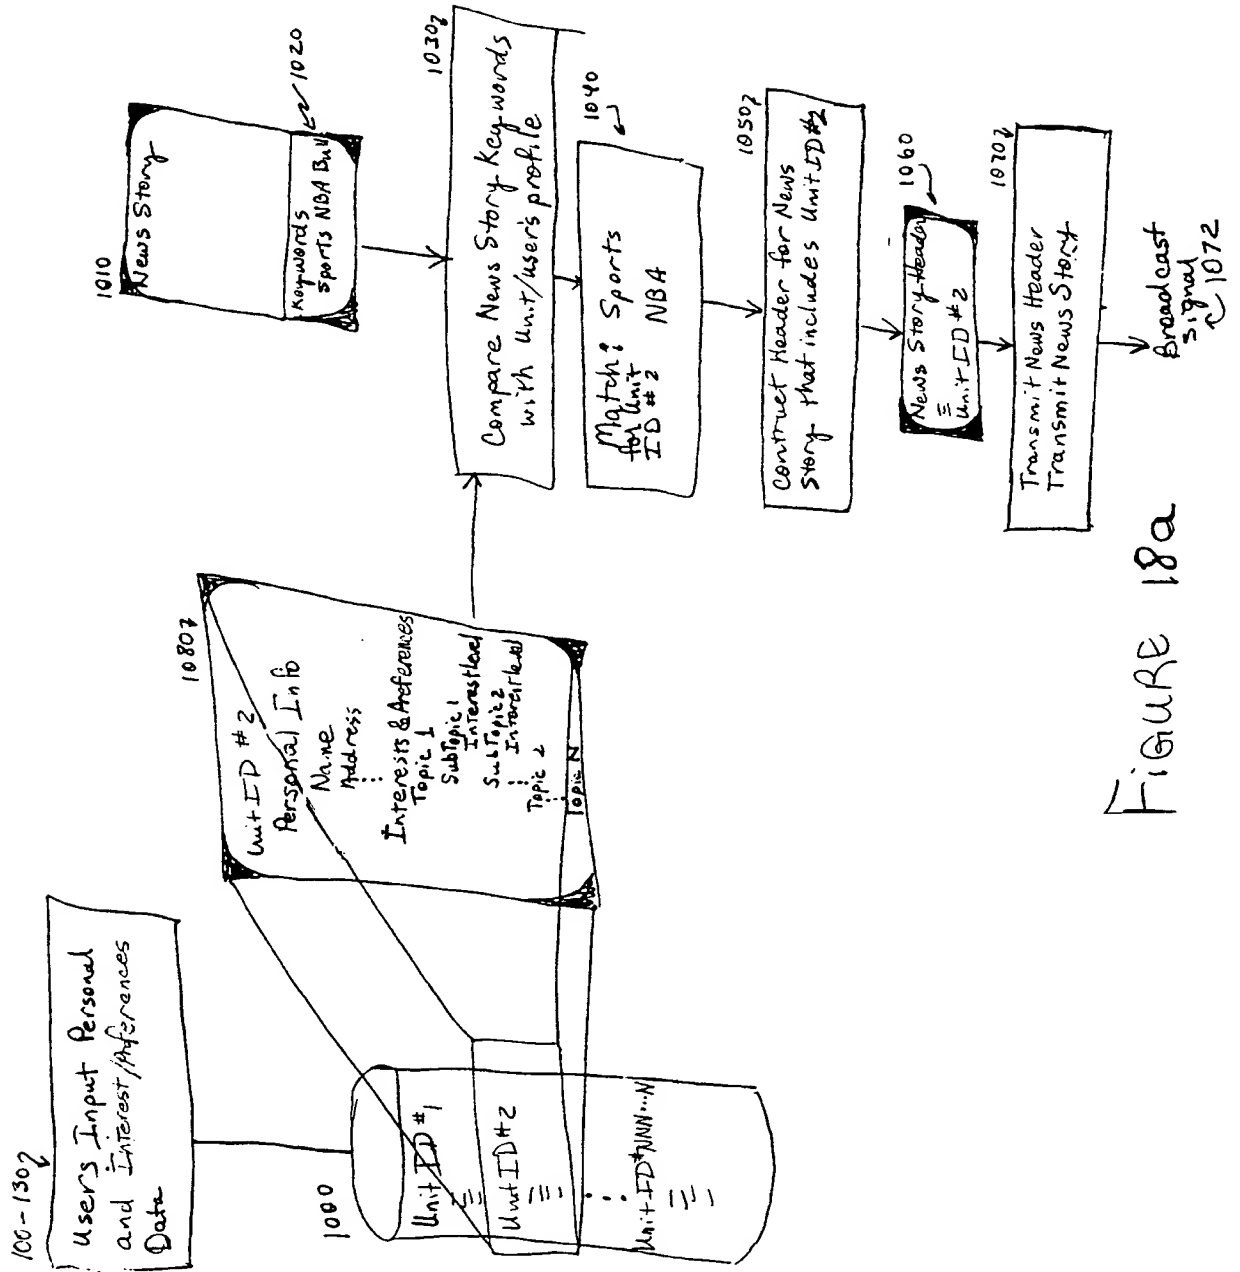 100-130
Users Input Personal
and Interest/Preferences
Data
1000
Unit ID #1
Unit ID #2
Unit ID #NNN...N
1080
Unit ID #2
Personal Info
Name
Address
Interests & Preferences
Topic 1
SubTopic 1
Interest level
SubTopic 2
Interest level
Topic 2
Topic N
1010
News Story
Keywords
Sports NBA Bull
1020
1030
Compare News Story Keywords
with Unit/user's profile
1040
Match: Sports
for Unit NBA
ID #2
1050
Contruct Header for News
Story that includes Unit ID #2
1060
News Story Header
Unit ID #2
1070
Transmit News Header
Transmit News Story
Broadcast
Signal
1072
FIGURE 18a